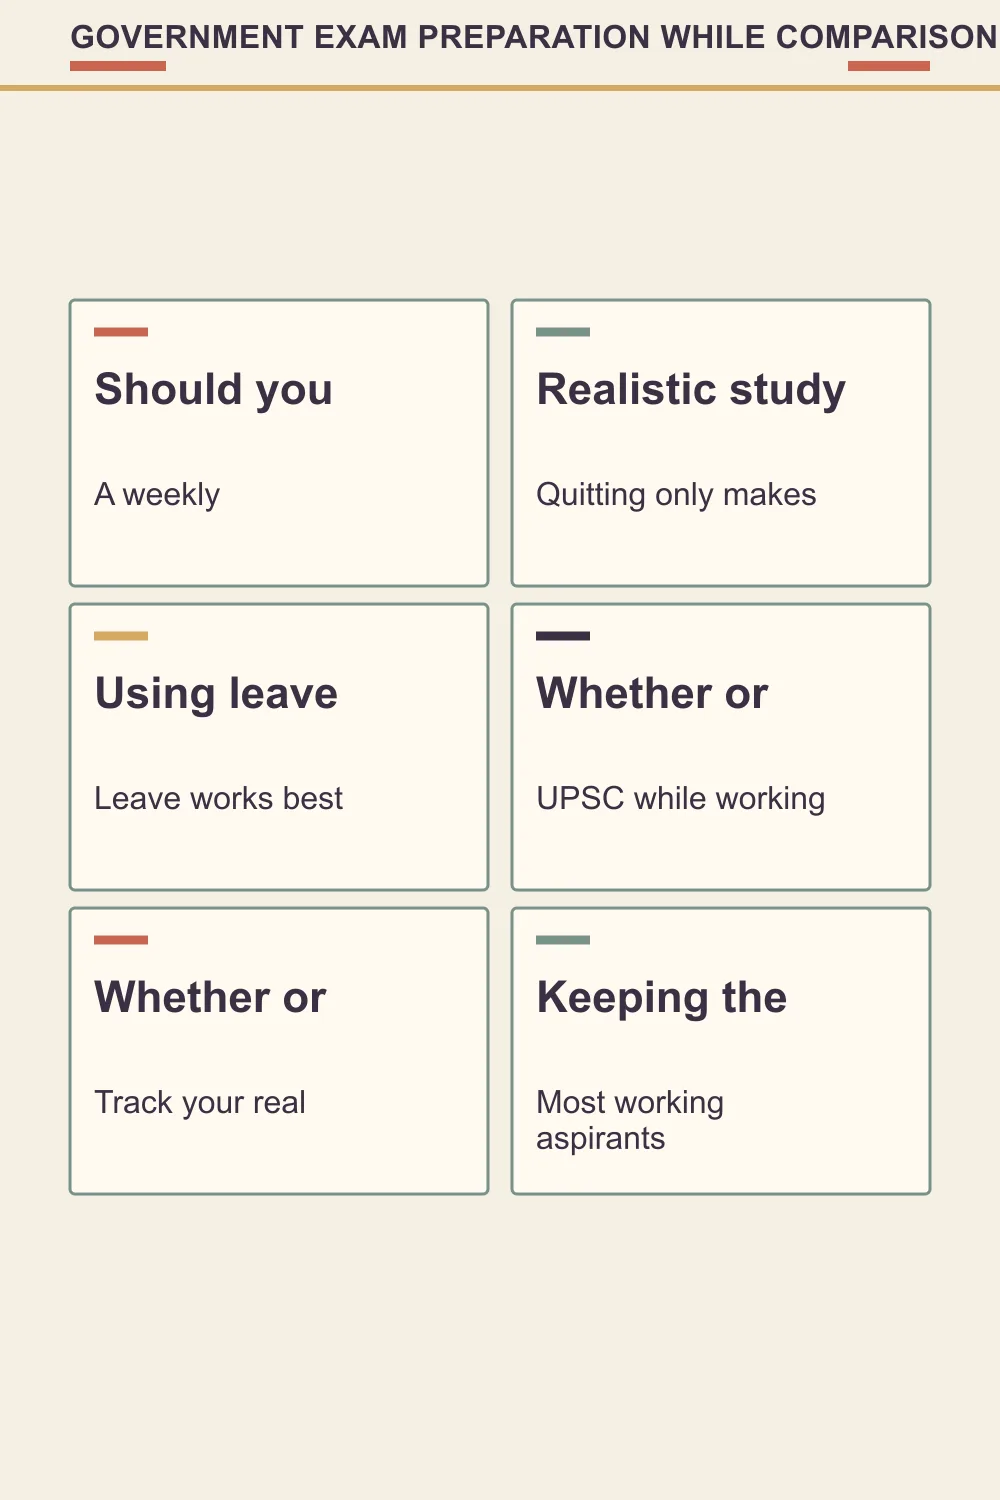 GOVERNMENT EXAM PREPARATION WHILE COMPARISON
Should you
A weekly
Realistic study
Quitting only makes
Using leave
Leave works best
Whether or
UPSC while working
Whether or
Track your real
Keeping the
Most working
aspirants